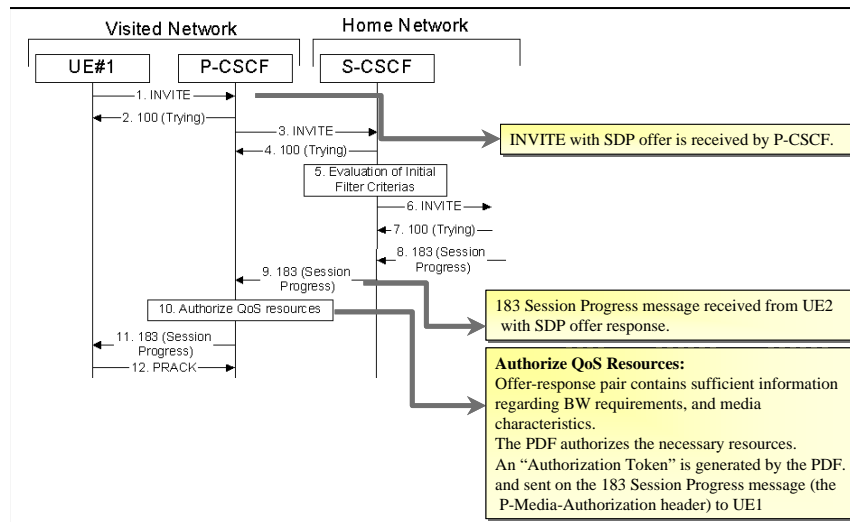 Visited Network
Home Network
UE#1
P-CSCF
S-CSCF
1. INVITE
2. 100 (Trying)
3. INVITE
4. 100 (Trying)
5. Evaluation of Initial
Filter Criterias
6. INVITE
7. 100 (Trying)
8. 183 (Session
Progress)
9. 183 (Session
Progress)
10. Authorize QoS resources
11. 183 (Session
Progress)
12. PRACK
INVITE with SDP offer is received by P-CSCF.
183 Session Progress message received from UE2
with SDP offer response.
Authorize QoS Resources:
Offer-response pair contains sufficient information
regarding BW requirements, and media
characteristics.
The PDF authorizes the necessary resources.
An “Authorization Token” is generated by the PDF.
and sent on the 183 Session Progress message (the
P-Media-Authorization header) to UE1